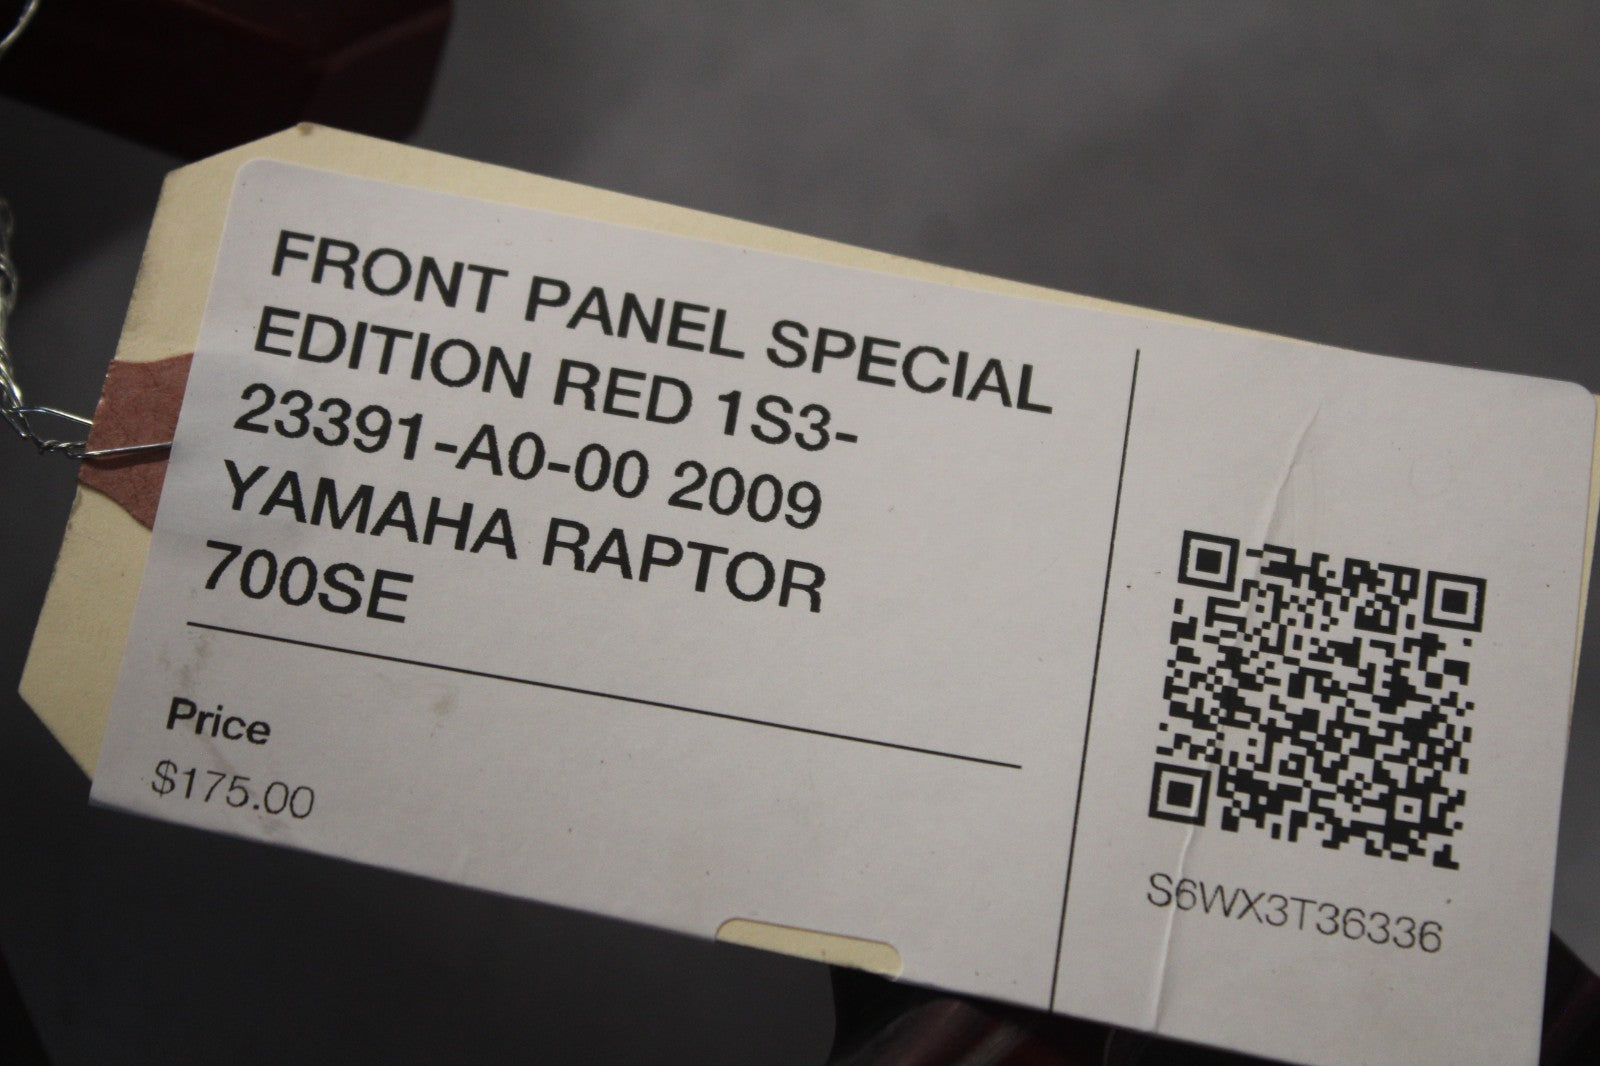 FRONT PANEL SPECIAL
EDITION RED 1S3-
23391-A0-00 2009
YAMAHA RAPTOR
700SE
Price
$175.00
S6WX3T36336